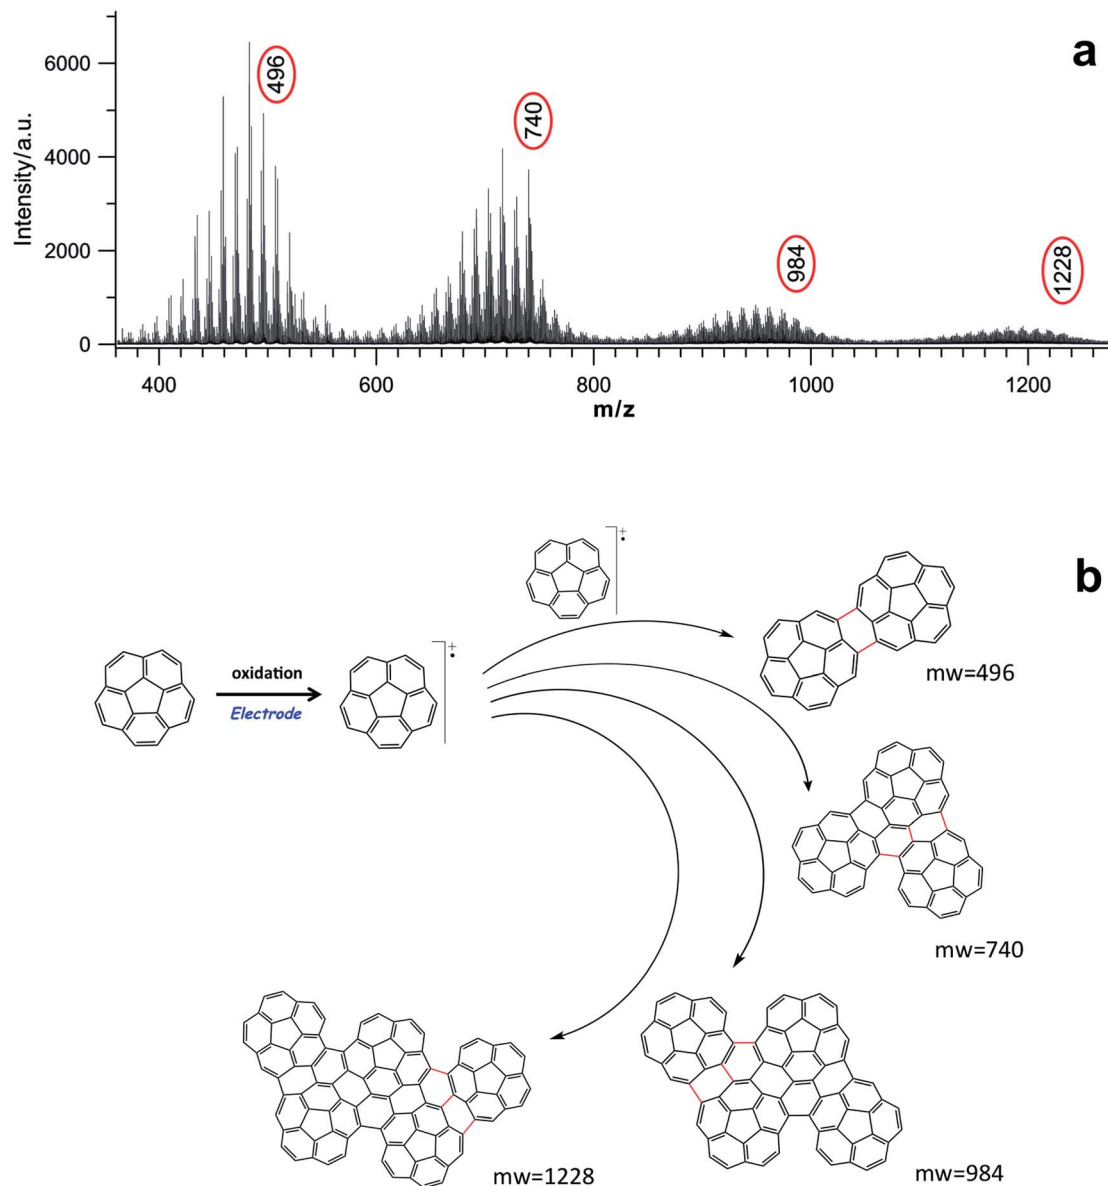 a
6000
4000
2000
0
Intensity/a.u.
496
740
984
1228
400
600
800
1000
1200
m/z
b
+
•
oxidation
Electrode
+
•
mw=496
mw=740
mw=1228
mw=984